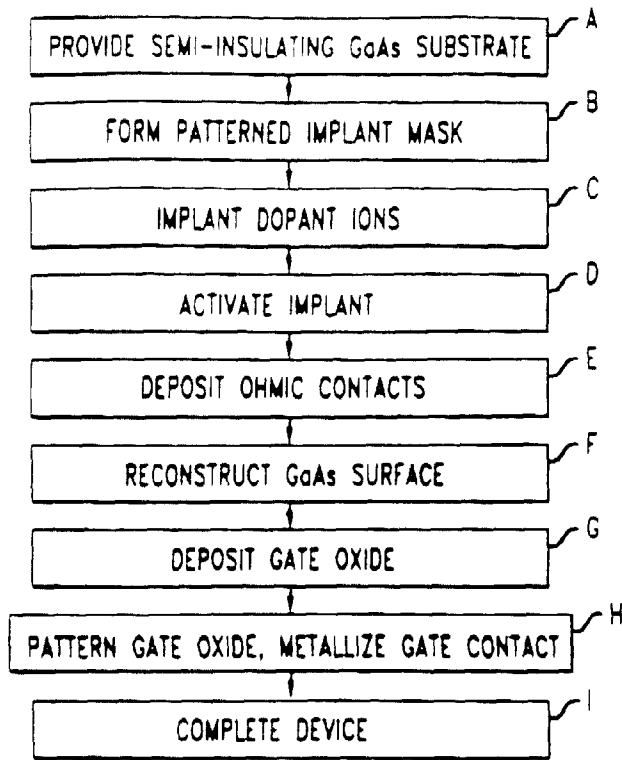 A
PROVIDE SEMI-INSULATING GaAs SUBSTRATE
B
FORM PATTERNED IMPLANT MASK
C
IMPLANT DOPANT IONS
D
ACTIVATE IMPLANT
E
DEPOSIT OHMIC CONTACTS
F
RECONSTRUCT GaAs SURFACE
G
DEPOSIT GATE OXIDE
H
PATTERN GATE OXIDE, METALLIZE GATE CONTACT
I
COMPLETE DEVICE